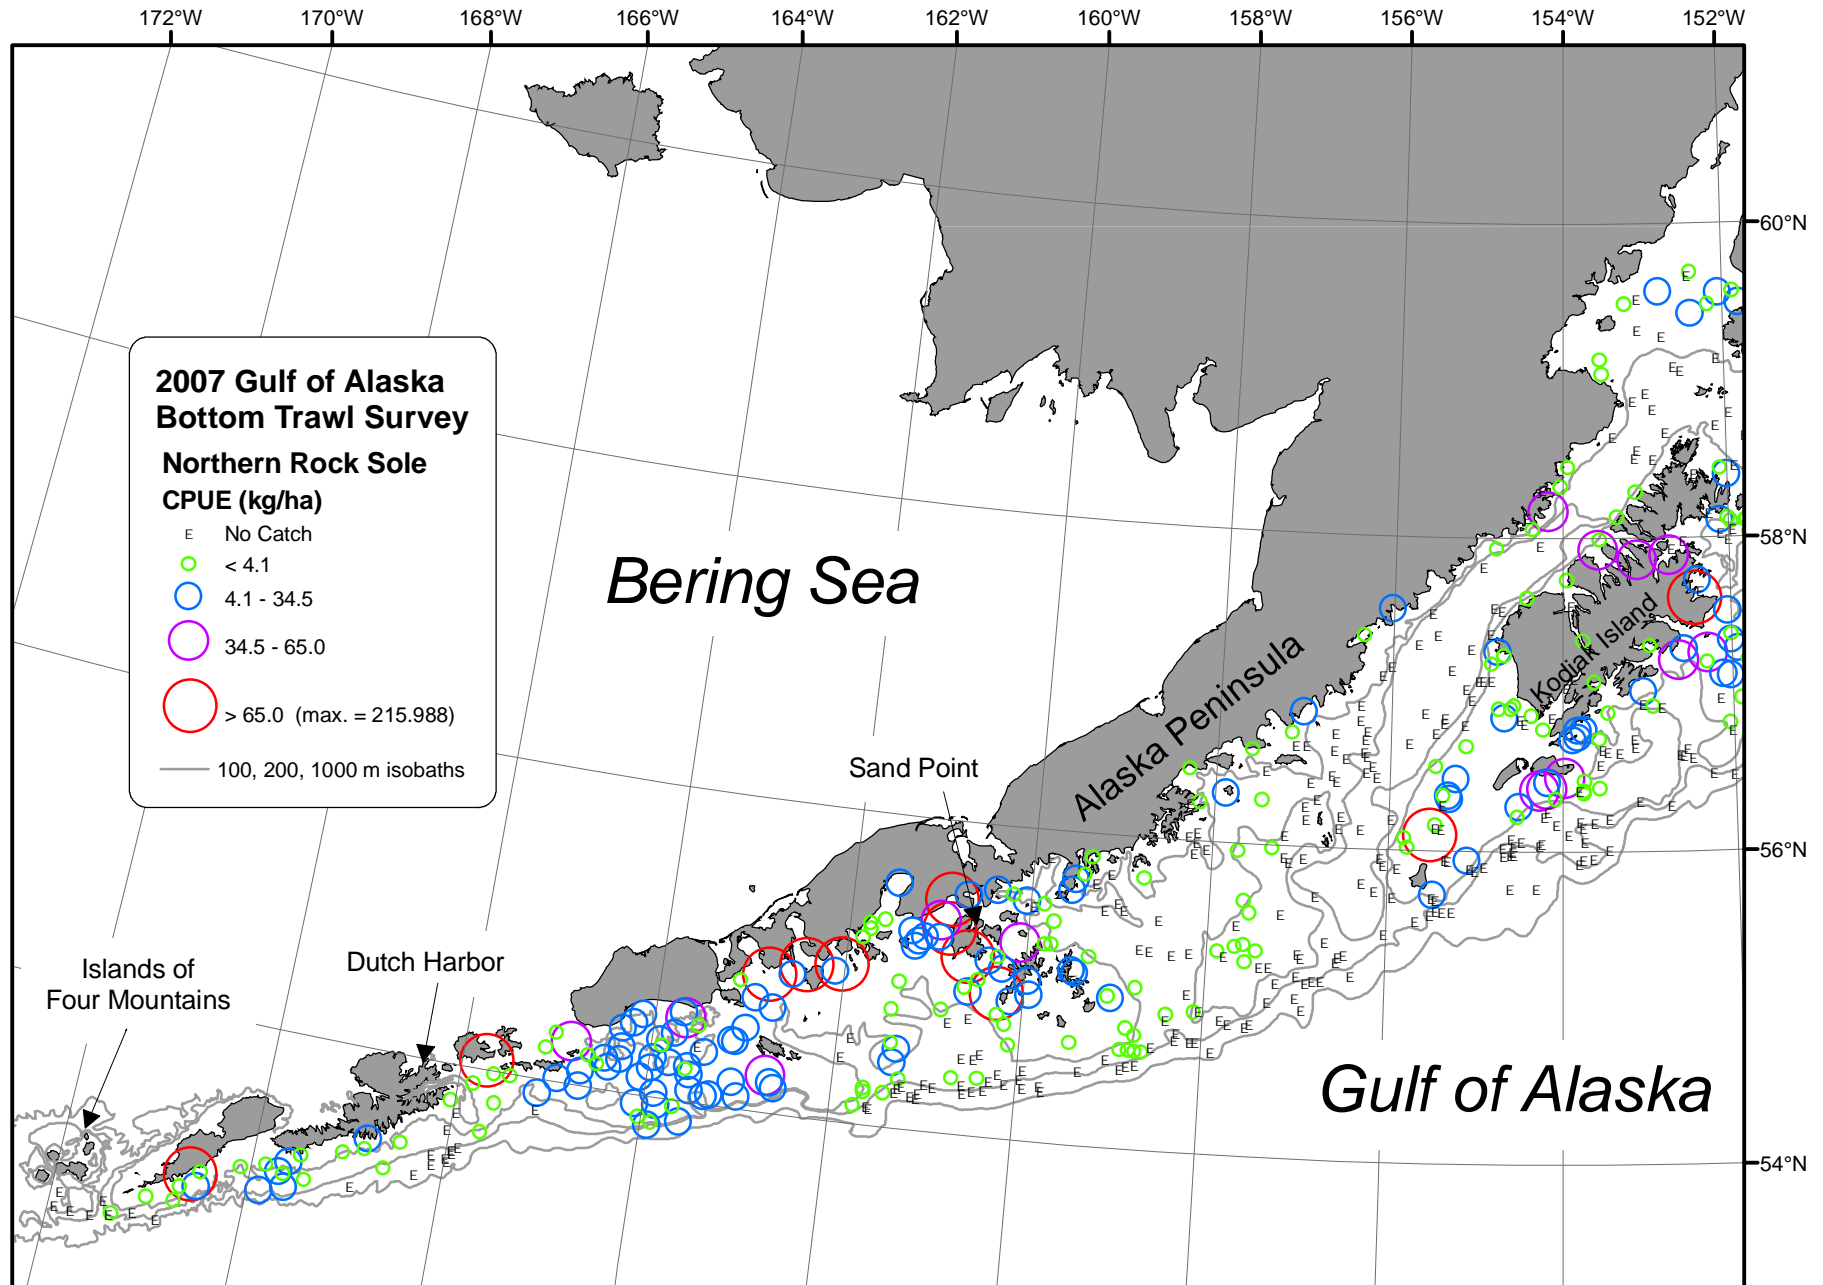 172°W 170°W 168°W 166°W 164°W 162°W 160°W 158°W 156°W 154°W 152°W
60°N
58°N
56°N
54°N
2007 Gulf of Alaska
Bottom Trawl Survey
Northern Rock Sole
CPUE (kg/ha)
E No Catch
< 4.1
4.1 - 34.5
34.5 - 65.0
> 65.0 (max. = 215.988)
100, 200, 1000 m isobaths
Bering Sea
Alaska Peninsula
Kodiak Island
Sand Point
Dutch Harbor
Islands of
Four Mountains
Gulf of Alaska